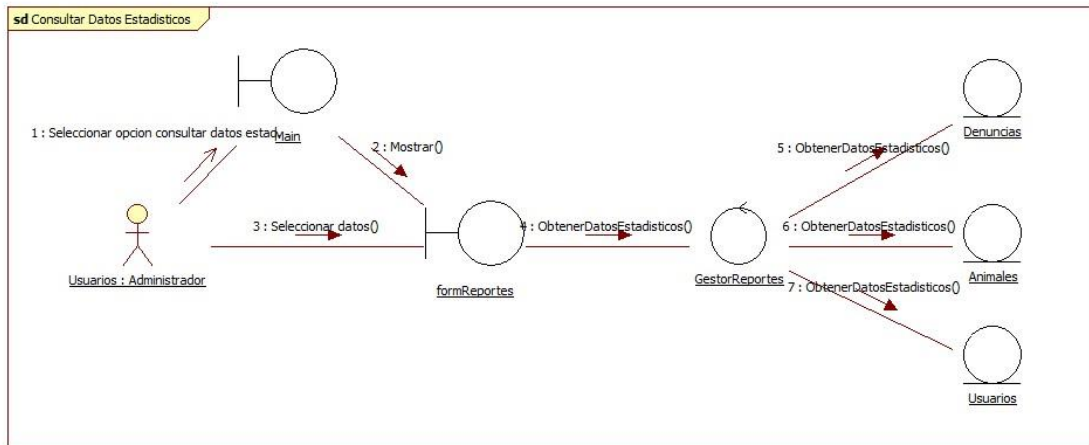 sd Consultar Datos Estadisticos
1 : Seleccionar opcion consultar datos estad
Main
2 : Mostrar()
3 : Seleccionar datos()
Usuarios : Administrador
formReportes
4 : ObtenerDatosEstadisticos()
GestorReportes
5 : ObtenerDatosEstadisticos()
Denuncias
6 : ObtenerDatosEstadisticos()
Animales
7 : ObtenerDatosEstadisticos()
Usuarios